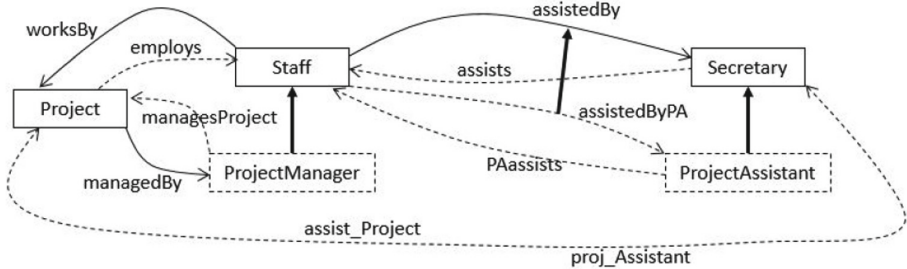 worksBy
assistedBy
employs
Staff
assists
Secretary
Project
managesProject
assistedByPA
managedBy
ProjectManager
PAassists
ProjectAssistant
assist_Project
proj_Assistant